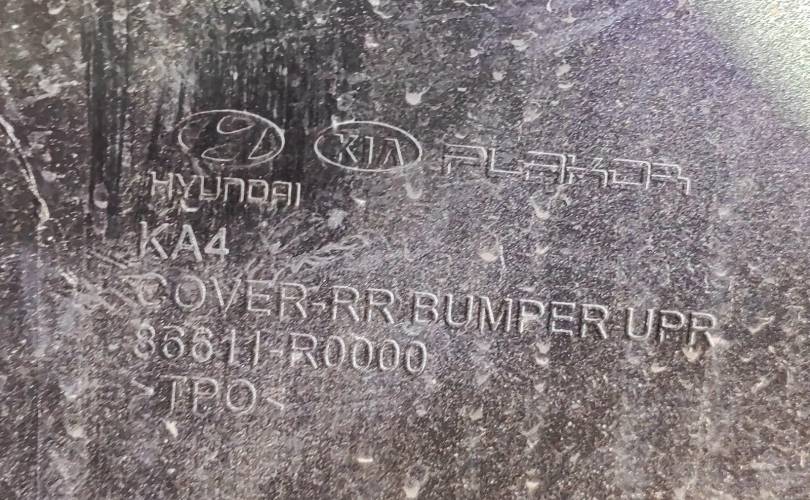 HYUNDAI KIA PLAKOR
KA4
COVER-RR BUMPER UPR
86611-R0000
>TPO<